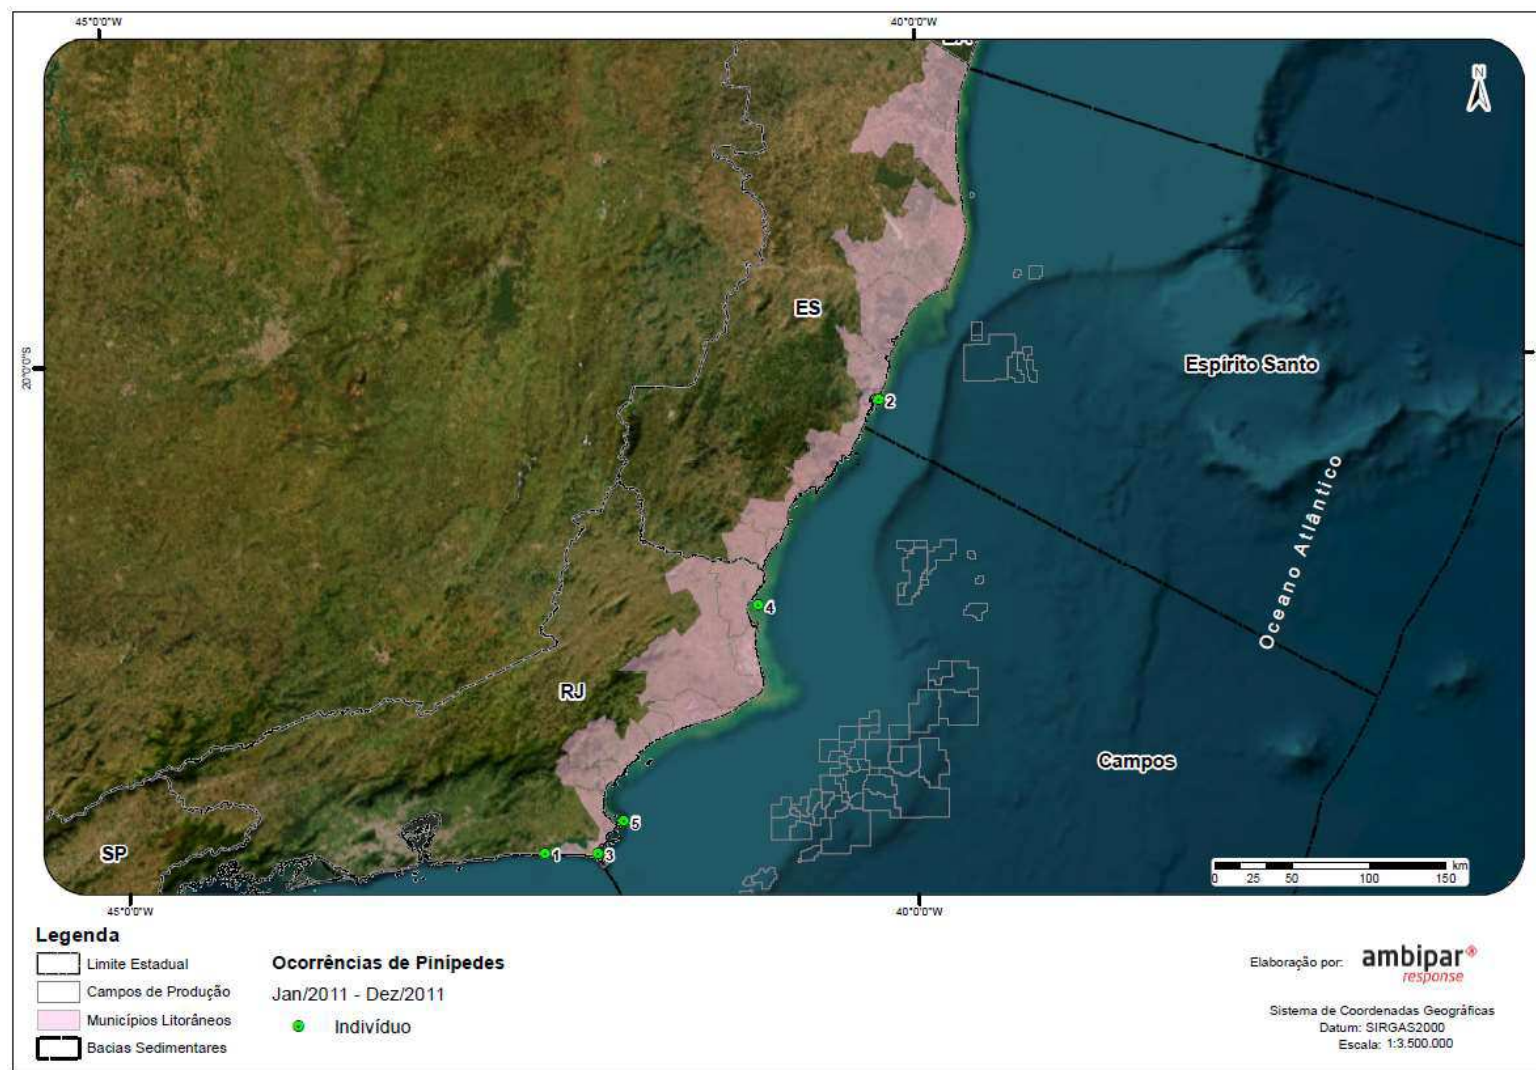 45°0'0"W
40°0'0"W
BA
N
ES
20°0'0"S
Espírito Santo
2
Oceano Atlântico
4
RJ
Campos
5
SP
1
3
km
0 25 50 100 150
45°0'0"W
40°0'0"W
Legenda
Limite Estadual
Campos de Produção
Municípios Litorâneos
Bacias Sedimentares
Ocorrências de Pinípedes
Jan/2011 - Dez/2011
Indivíduo
Elaboração por: ambipar®
response
Sistema de Coordenadas Geográficas
Datum: SIRGAS2000
Escala: 1:3.500.000